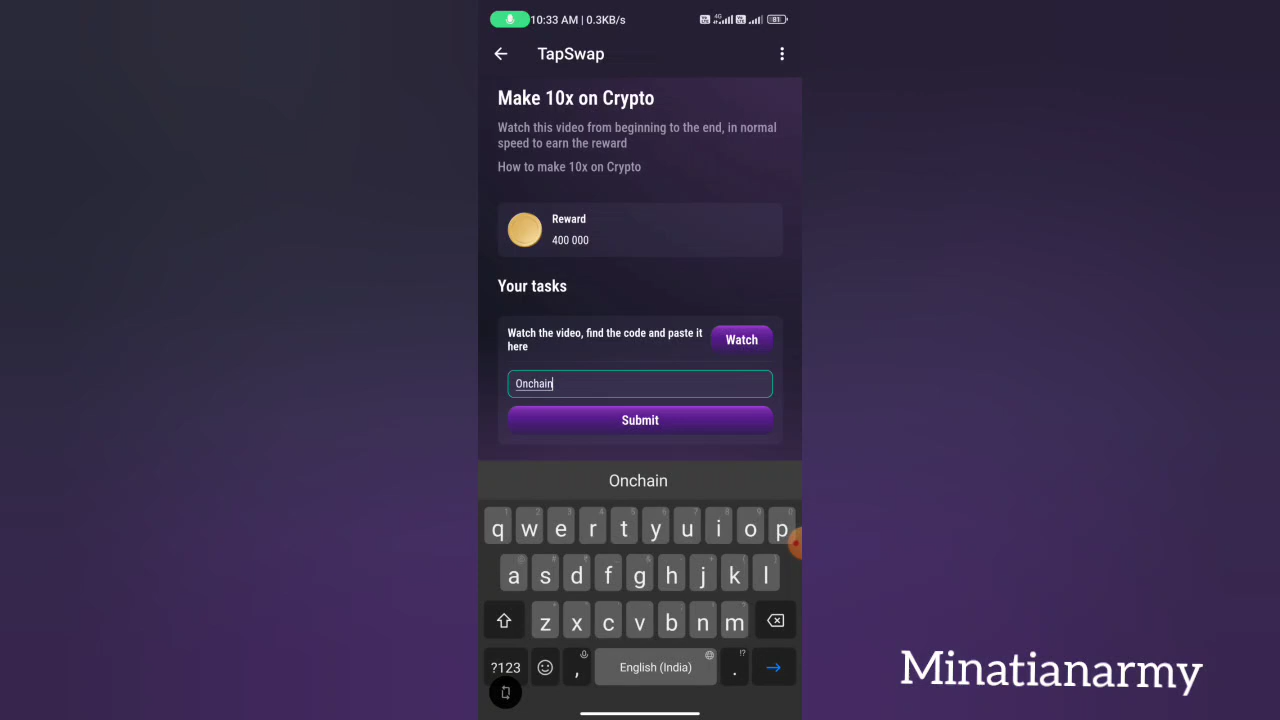 10:33 AM | 0.3KB/s 4G 81
TapSwap
Make 10x on Crypto
Watch this video from beginning to the end, in normal
speed to earn the reward
How to make 10x on Crypto
Reward
400 000
Your tasks
Watch the video, find the code and paste it
here
Watch
Onchain
Submit
Onchain
q w e r t y u i o p
a s d f g h j k l
z x c v b n m
?123 , English (India) .
Minatianarmy